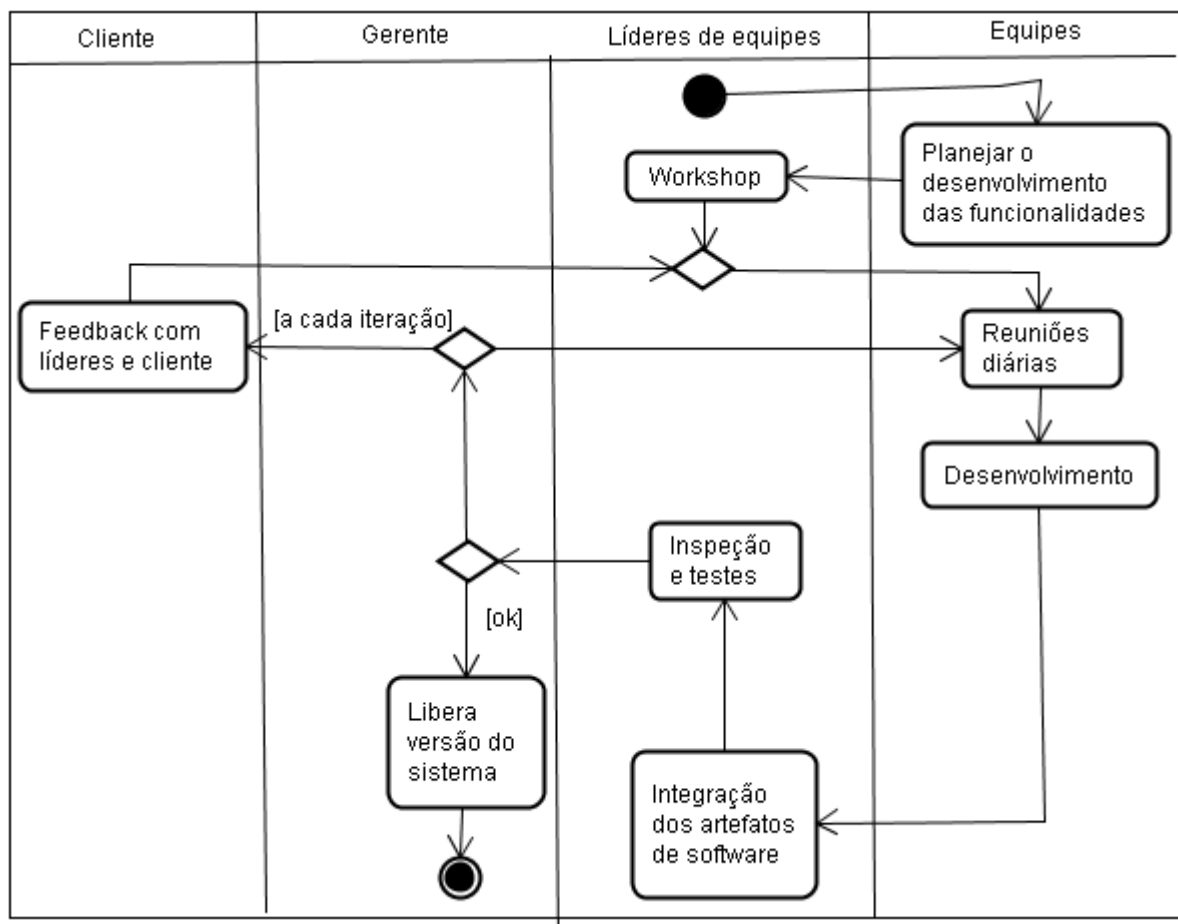 Cliente
Gerente
Líderes de equipes
Equipes
Planejar o
desenvolvimento
das funcionalidades
Workshop
[a cada iteração]
Feedback com
líderes e cliente
Reuniões
diárias
Desenvolvimento
Inspeção
e testes
[ok]
Libera
versão do
sistema
Integração
dos artefatos
de software